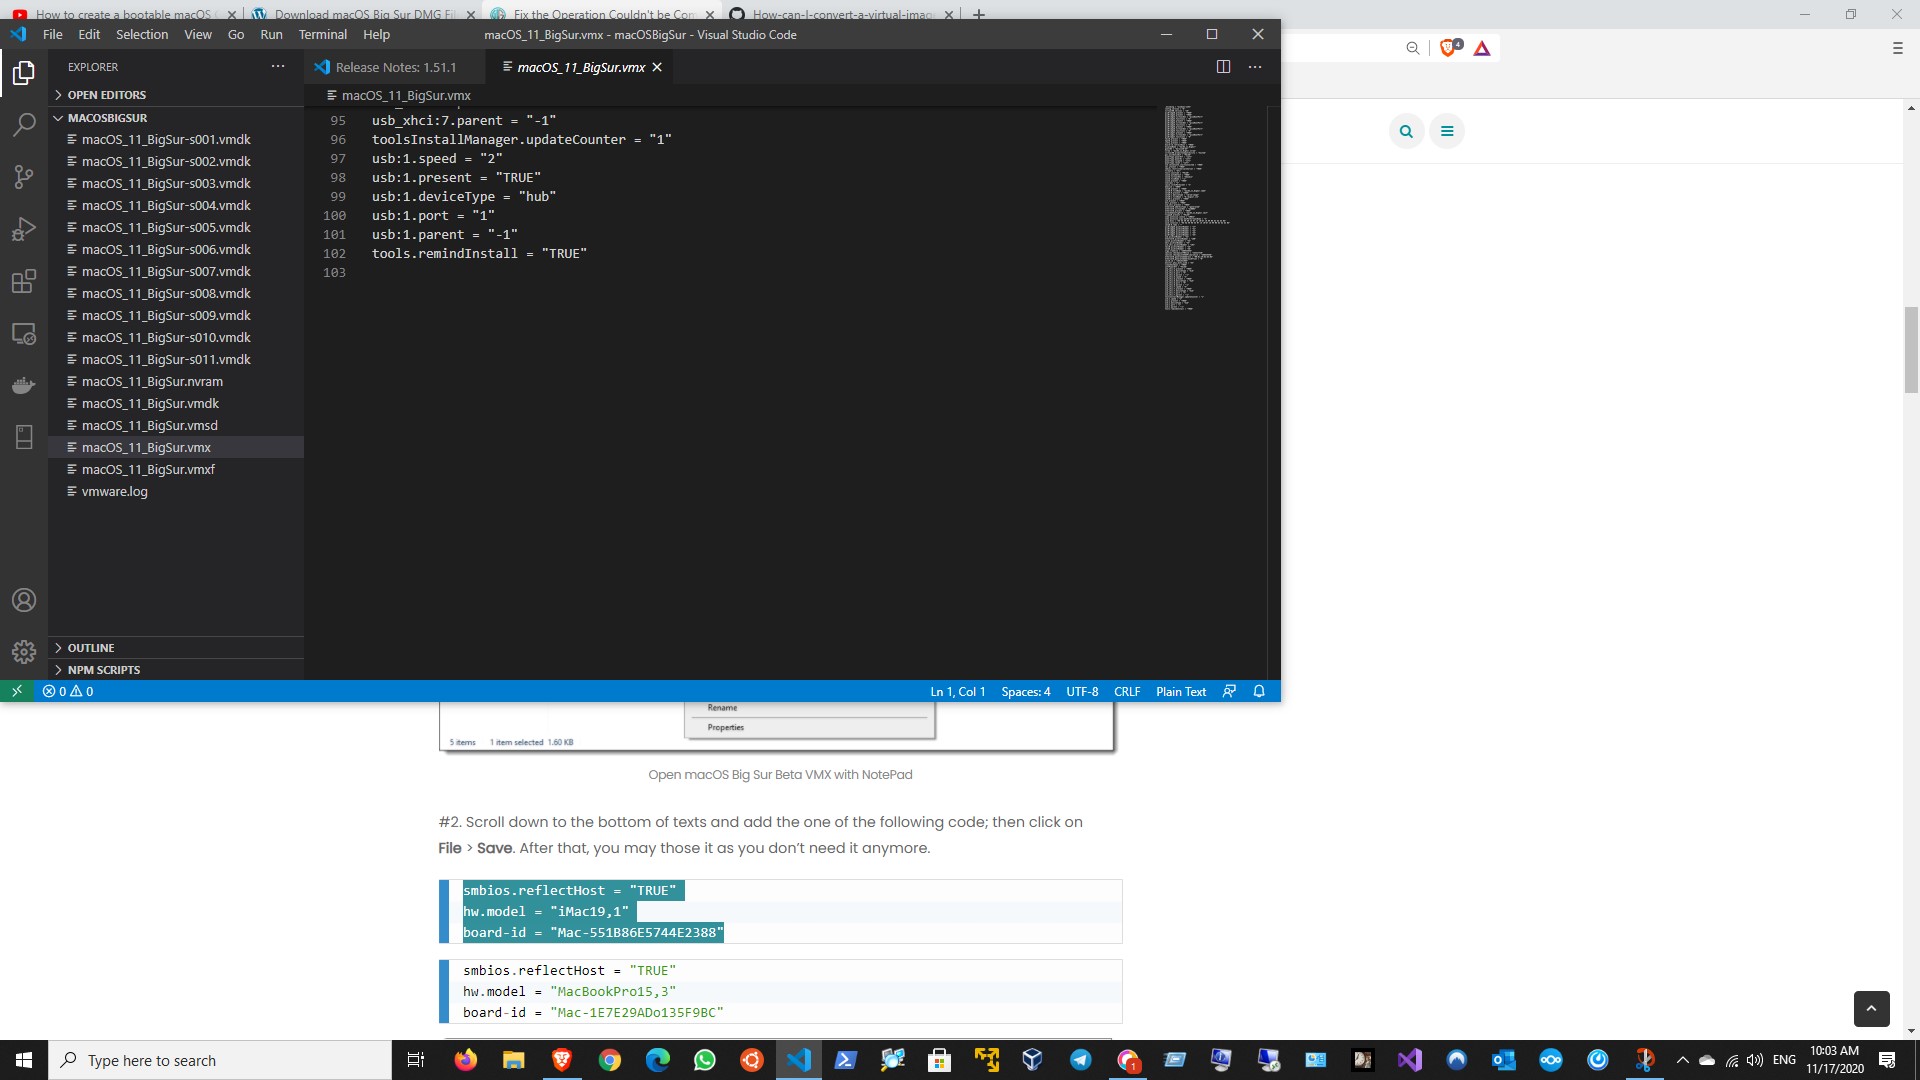 How to create a bootable macOS
Download macOS Big Sur DMG Fil
Fix the Operation Couldn't be Com
How-can-I-convert-a-virtual-imag
File Edit Selection View Go Run Terminal Help
macOS_11_BigSur.vmx - macOSBigSur - Visual Studio Code
4
EXPLORER
Release Notes: 1.51.1
macOS_11_BigSur.vmx
OPEN EDITORS
macOS_11_BigSur.vmx
MACOSBIGSUR
macOS_11_BigSur-s001.vmdk
macOS_11_BigSur-s002.vmdk
macOS_11_BigSur-s003.vmdk
macOS_11_BigSur-s004.vmdk
macOS_11_BigSur-s005.vmdk
macOS_11_BigSur-s006.vmdk
macOS_11_BigSur-s007.vmdk
macOS_11_BigSur-s008.vmdk
macOS_11_BigSur-s009.vmdk
macOS_11_BigSur-s010.vmdk
macOS_11_BigSur-s011.vmdk
macOS_11_BigSur.nvram
macOS_11_BigSur.vmdk
macOS_11_BigSur.vmsd
macOS_11_BigSur.vmx
macOS_11_BigSur.vmxf
vmware.log
OUTLINE
NPM SCRIPTS
95 usb_xhci:7.parent = "-1"
96 toolsInstallManager.updateCounter = "1"
97 usb:1.speed = "2"
98 usb:1.present = "TRUE"
99 usb:1.deviceType = "hub"
100 usb:1.port = "1"
101 usb:1.parent = "-1"
102 tools.remindInstall = "TRUE"
103
0 0
Ln 1, Col 1 Spaces: 4 UTF-8 CRLF Plain Text
Rename
Properties
5 items 1 item selected 1.60 KB
Open macOS Big Sur Beta VMX with NotePad
#2. Scroll down to the bottom of texts and add the one of the following code; then click on
File > Save. After that, you may those it as you don't need it anymore.
smbios.reflectHost = "TRUE"
hw.model = "iMac19,1"
board-id = "Mac-551B86E5744E2388"
smbios.reflectHost = "TRUE"
hw.model = "MacBookPro15,3"
board-id = "Mac-1E7E29ADo135F9BC"
Type here to search
1
ENG
10:03 AM
11/17/2020